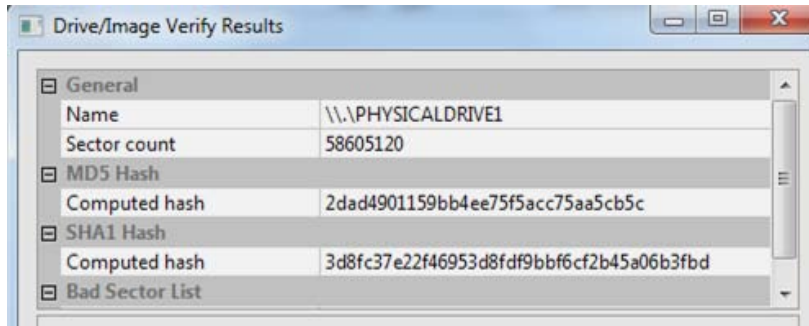 Drive/Image Verify Results
General
Name \\.\PHYSICALDRIVE1
Sector count 58605120
MD5 Hash
Computed hash 2dad4901159bb4ee75f5acc75aa5cb5c
SHA1 Hash
Computed hash 3d8fc37e22f46953d8fdf9bbf6cf2b45a06b3fbd
Bad Sector List